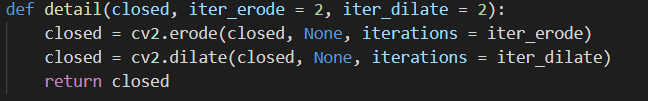 def detail(closed, iter_erode = 2, iter_dilate = 2):
    closed = cv2.erode(closed, None, iterations = iter_erode)
    closed = cv2.dilate(closed, None, iterations = iter_dilate)
    return closed